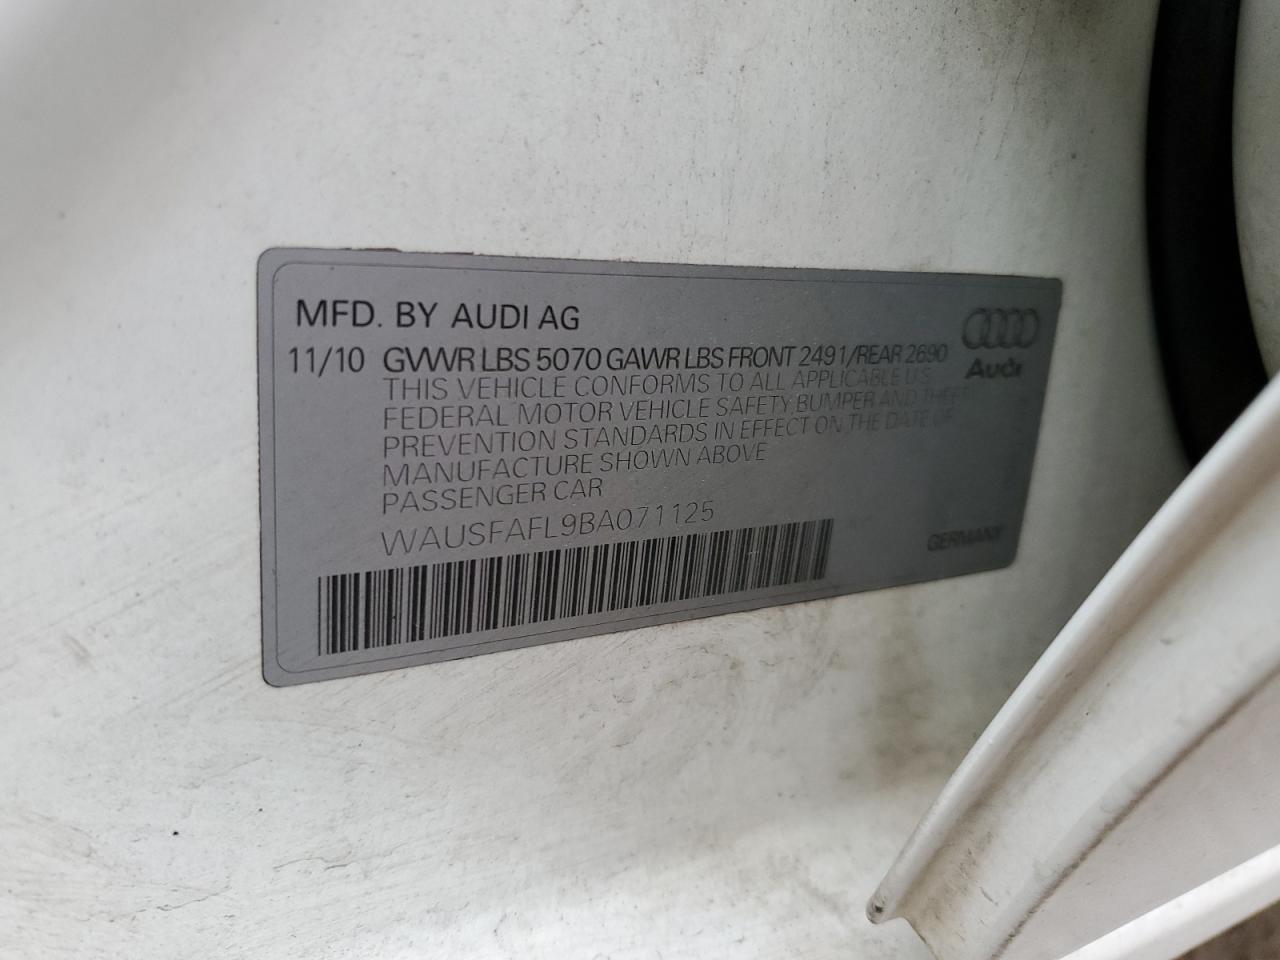 MFD. BY AUDI AG
11/10 GVWR LBS 5070 GAWR LBS FRONT 2491/REAR 2690
Audi
THIS VEHICLE CONFORMS TO ALL APPLICABLE U.S.
FEDERAL MOTOR VEHICLE SAFETY, BUMPER AND THEFT
PREVENTION STANDARDS IN EFFECT ON THE DATE OF
MANUFACTURE SHOWN ABOVE
PASSENGER CAR
WAUSFAFL9BA071125
GERMANY